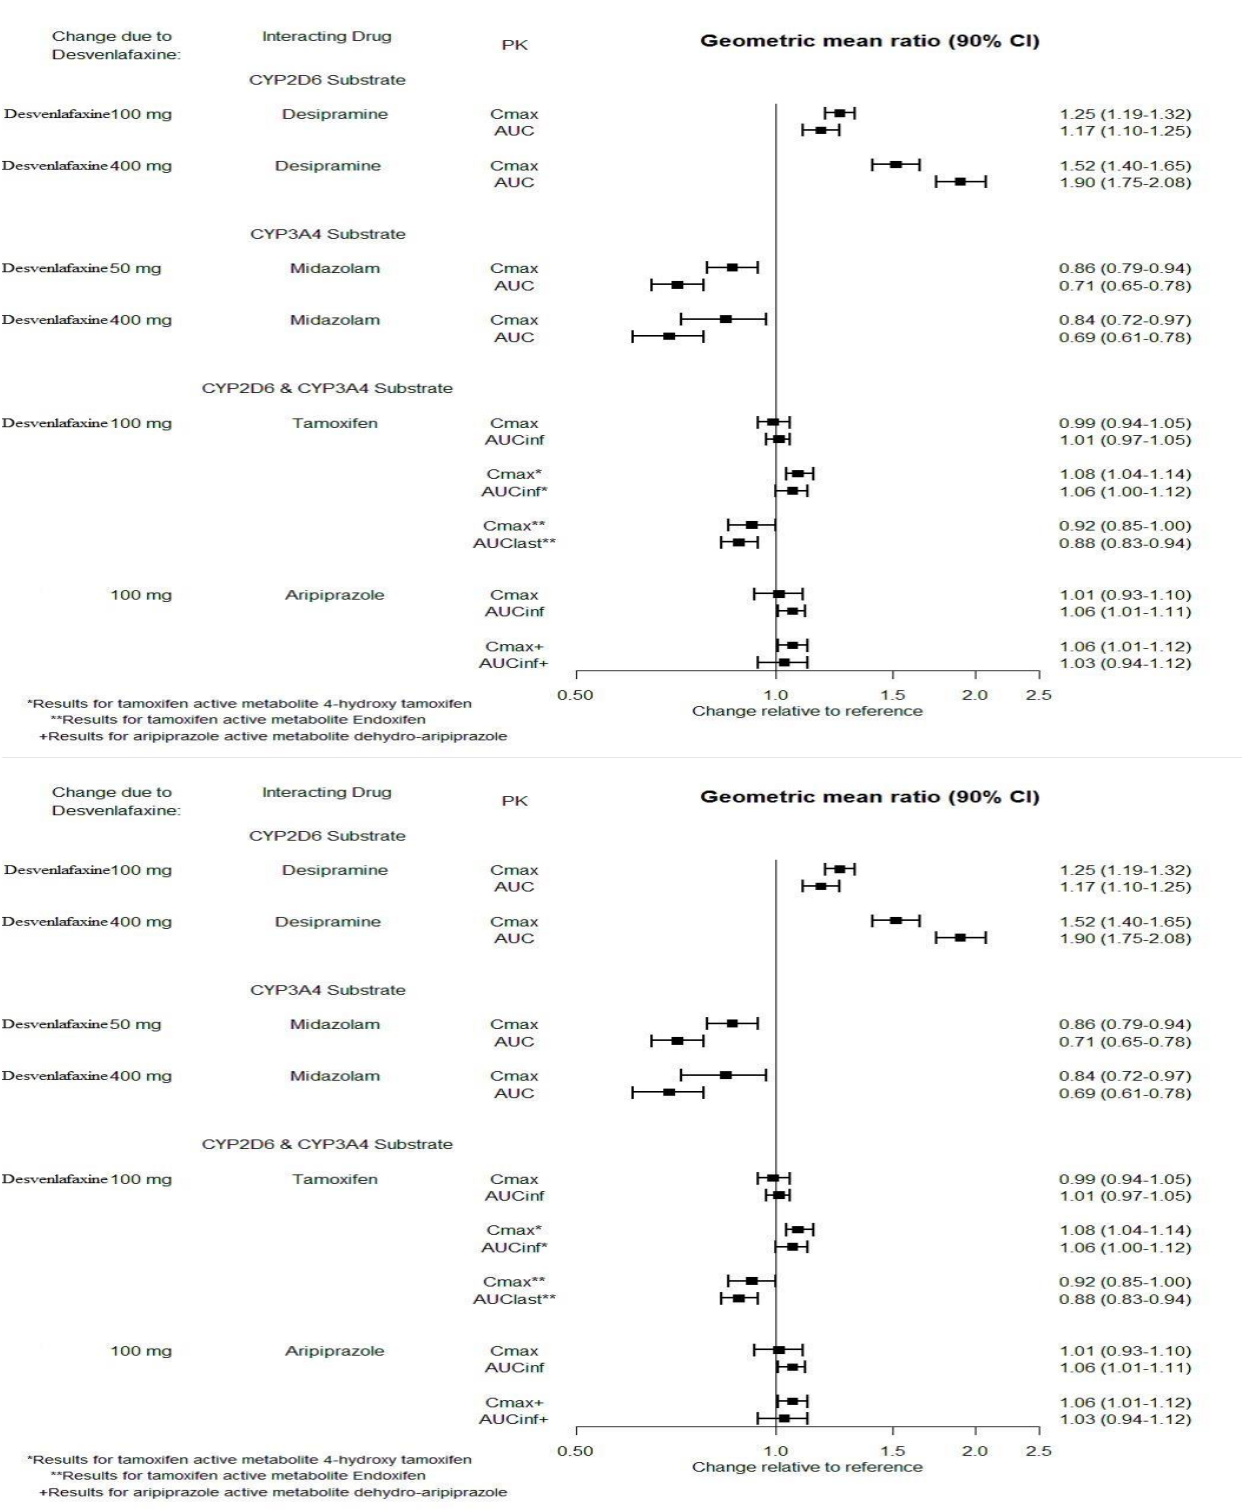 Change due to Desvenlafaxine: Interacting Drug PK Geometric mean ratio (90% CI)
CYP2D6 Substrate
Desvenlafaxine 100 mg Desipramine Cmax 1.25 (1.19-1.32)
AUC 1.17 (1.10-1.25)
Desvenlafaxine 400 mg Desipramine Cmax 1.52 (1.40-1.65)
AUC 1.90 (1.75-2.08)
CYP3A4 Substrate
Desvenlafaxine 50 mg Midazolam Cmax 0.86 (0.79-0.94)
AUC 0.71 (0.65-0.78)
Desvenlafaxine 400 mg Midazolam Cmax 0.84 (0.72-0.97)
AUC 0.69 (0.61-0.78)
CYP2D6 & CYP3A4 Substrate
Desvenlafaxine 100 mg Tamoxifen Cmax 0.99 (0.94-1.05)
AUCinf 1.01 (0.97-1.05)
Cmax* 1.08 (1.04-1.14)
AUCinf* 1.06 (1.00-1.12)
Cmax** 0.92 (0.85-1.00)
AUClast** 0.88 (0.83-0.94)
100 mg Aripiprazole Cmax 1.01 (0.93-1.10)
AUCinf 1.06 (1.01-1.11)
Cmax+ 1.06 (1.01-1.12)
AUCinf+ 1.03 (0.94-1.12)
0.50 1.0 1.5 2.0 2.5
Change relative to reference
*Results for tamoxifen active metabolite 4-hydroxy tamoxifen
**Results for tamoxifen active metabolite Endoxifen
+Results for aripiprazole active metabolite dehydro-aripiprazole
Change due to Desvenlafaxine: Interacting Drug PK Geometric mean ratio (90% CI)
CYP2D6 Substrate
Desvenlafaxine 100 mg Desipramine Cmax 1.25 (1.19-1.32)
AUC 1.17 (1.10-1.25)
Desvenlafaxine 400 mg Desipramine Cmax 1.52 (1.40-1.65)
AUC 1.90 (1.75-2.08)
CYP3A4 Substrate
Desvenlafaxine 50 mg Midazolam Cmax 0.86 (0.79-0.94)
AUC 0.71 (0.65-0.78)
Desvenlafaxine 400 mg Midazolam Cmax 0.84 (0.72-0.97)
AUC 0.69 (0.61-0.78)
CYP2D6 & CYP3A4 Substrate
Desvenlafaxine 100 mg Tamoxifen Cmax 0.99 (0.94-1.05)
AUCinf 1.01 (0.97-1.05)
Cmax* 1.08 (1.04-1.14)
AUCinf* 1.06 (1.00-1.12)
Cmax** 0.92 (0.85-1.00)
AUClast** 0.88 (0.83-0.94)
100 mg Aripiprazole Cmax 1.01 (0.93-1.10)
AUCinf 1.06 (1.01-1.11)
Cmax+ 1.06 (1.01-1.12)
AUCinf+ 1.03 (0.94-1.12)
0.50 1.0 1.5 2.0 2.5
Change relative to reference
*Results for tamoxifen active metabolite 4-hydroxy tamoxifen
**Results for tamoxifen active metabolite Endoxifen
+Results for aripiprazole active metabolite dehydro-aripiprazole